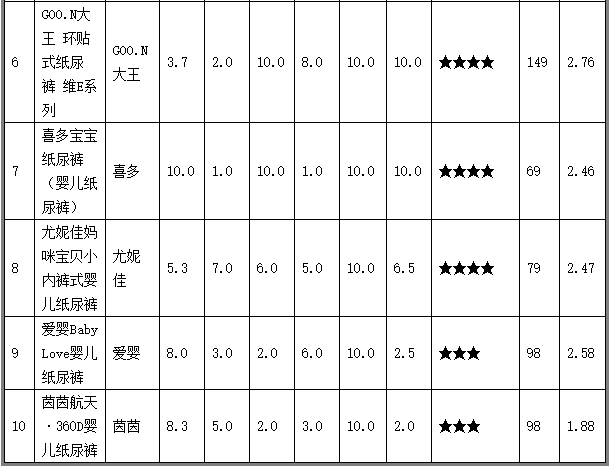 6 GOO.N大王 环贴式纸尿裤 维E系列 GOO.N大王 3.7 2.0 10.0 8.0 10.0 10.0 ★★★★ 149 2.76
7 喜多宝宝纸尿裤（婴儿纸尿裤） 喜多 10.0 1.0 10.0 1.0 10.0 10.0 ★★★★ 69 2.46
8 尤妮佳妈咪宝贝小内裤式婴儿纸尿裤 尤妮佳 5.3 7.0 6.0 5.0 10.0 6.5 ★★★★ 79 2.47
9 爱婴Baby Love婴儿纸尿裤 爱婴 8.0 3.0 2.0 6.0 10.0 2.5 ★★★ 98 2.58
10 茵茵航天·360D婴儿纸尿裤 茵茵 8.3 5.0 2.0 3.0 10.0 2.0 ★★★ 98 1.88